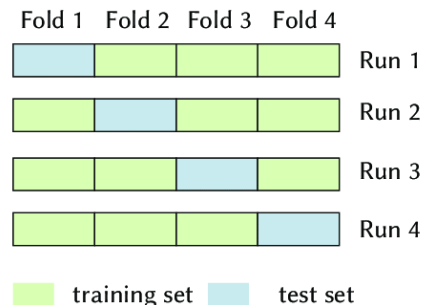 Fold 1 Fold 2 Fold 3 Fold 4
Run 1
Run 2
Run 3
Run 4
training set test set